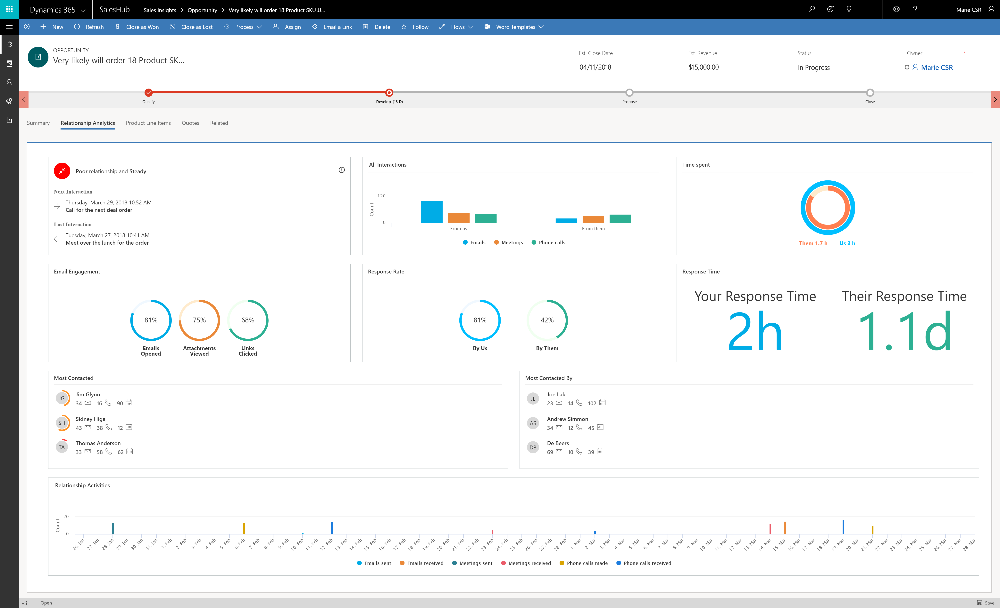 Dynamics 365
SalesHub
Sales Insights > Opportunity > Very likely will order 18 Product SKU JJ...
Marie CSR
New Refresh Close as Won Close as Lost Process Assign Email a Link Delete Follow Flows Word Templates
OPPORTUNITY
Very likely will order 18 Product SK...
Est. Close Date
04/11/2018
Est. Revenue
$15,000.00
Status
In Progress
Owner *
Marie CSR
Qualify
Develop (18 D)
Propose
Close
Summary Relationship Analytics Product Line Items Quotes Related
Poor relationship and Steady
Next Interaction
Thursday, March 29, 2018 10:52 AM
Call for the next deal order
Last Interaction
Tuesday, March 27, 2018 10:41 AM
Meet over the lunch for the order
All Interactions
Count
120
0
From us From them
Emails Meetings Phone calls
Time spent
Them 1.7 h Us 2 h
Email Engagement
81% 75% 68%
Emails Opened
Attachments Viewed
Links Clicked
Response Rate
81% 42%
By Us By Them
Response Time
Your Response Time
2h
Their Response Time
1.1d
Most Contacted
JG
Jim Glynn
34 16 90
SH
Sidney Higa
43 38 12
TA
Thomas Anderson
33 58 62
Most Contacted By
JL
Joe Lak
23 14 102
AS
Andrew Simmon
34 12 45
DB
De Beers
69 10 39
Relationship Activities
Count
20
0
26. Jan 27. Jan 28. Jan 29. Jan 30. Jan 31. Jan 1. Feb 2. Feb 3. Feb 4. Feb 5. Feb 6. Feb 7. Feb 8. Feb 9. Feb 10. Feb 11. Feb 12. Feb 13. Feb 14. Feb 15. Feb 16. Feb 17. Feb 18. Feb 19. Feb 20. Feb 21. Feb 22. Feb 23. Feb 24. Feb 25. Feb 26. Feb 27. Feb 28. Feb 1. Mar 2. Mar 3. Mar 4. Mar 5. Mar 6. Mar 7. Mar 8. Mar 9. Mar 10. Mar 11. Mar 12. Mar 13. Mar 14. Mar 15. Mar 16. Mar 17. Mar 18. Mar 19. Mar 20. Mar 21. Mar 22. Mar 23. Mar 24. Mar 25. Mar 26. Mar 27. Mar 28. Mar
Emails sent Emails received Meetings sent Meetings received Phone calls made Phone calls received
Open
Save